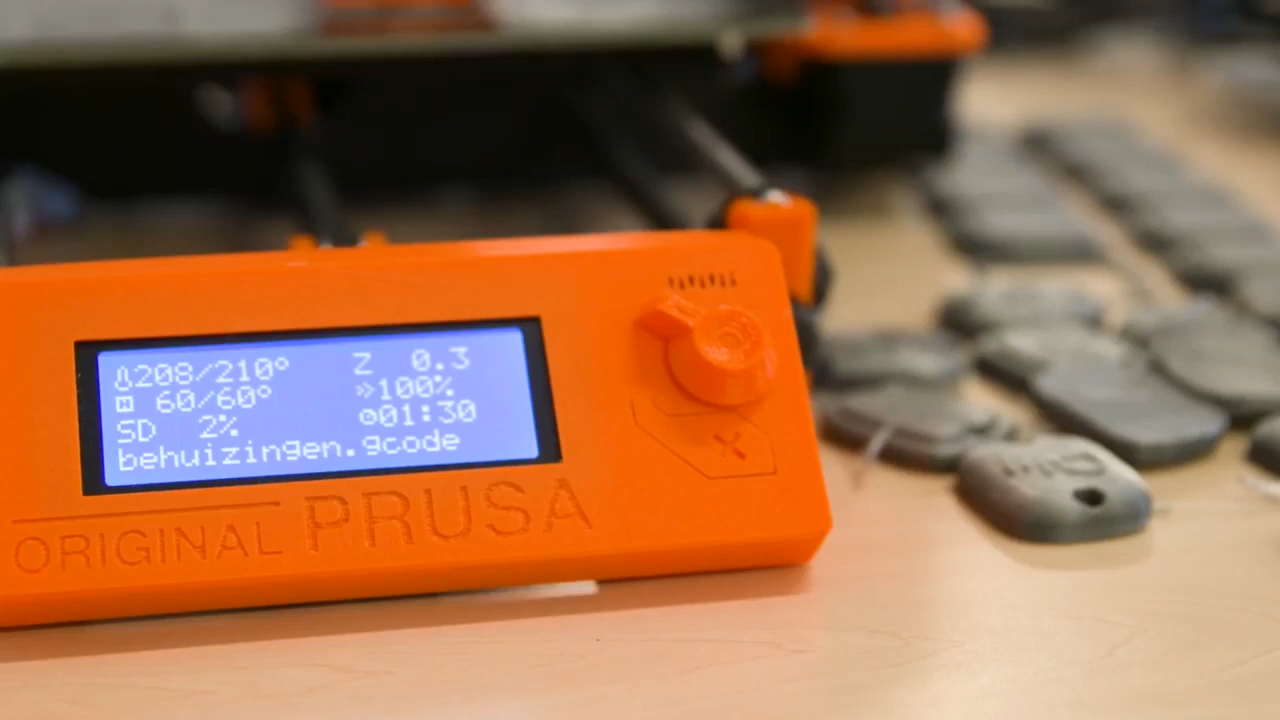 208/210° Z 0.3
60/60° 100%
SD 2% 01:30
behuizingen.gcode
ORIGINAL PRUSA